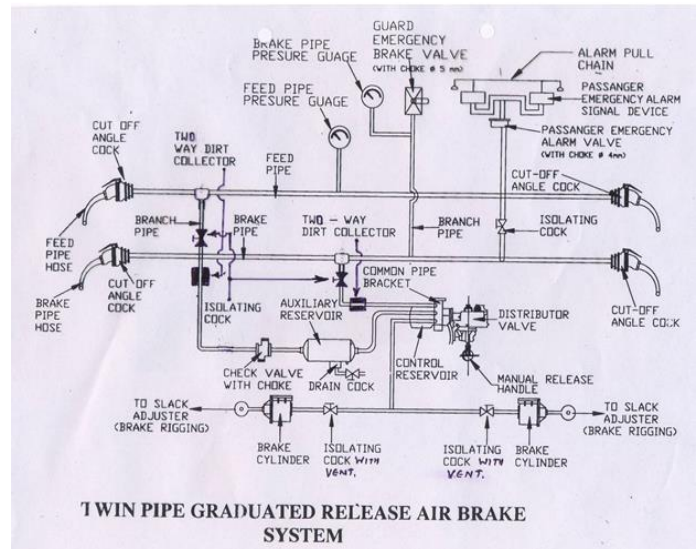 GUARD
EMERGENCY
BRAKE VALVE
(WITH CHOKE ø 5 mm)
BRAKE PIPE
PRESURE GUAGE
FEED PIPE
PRESURE GUAGE
ALARM PULL
CHAIN
PASSANGER
EMERGENCY ALARM
SIGNAL DEVICE
PASSANGER EMERGENCY
ALARM VALVE
(WITH CHOKE ø 4mm)
CUT OFF
ANGLE
COCK
TWO
WAY DIRT
COLLECTOR
FEED
PIPE
CUT-OFF
ANGLE COCK
FEED
PIPE
HOSE
BRANCH
PIPE
BRAKE
PIPE
TWO - WAY
DIRT COLLECTOR
BRANCH
PIPE
ISOLATING
COCK
BRAKE
PIPE
HOSE
CUT OFF
ANGLE
COCK
ISOLATING
COCK
AUXILIARY
RESERVOIR
COMMON PIPE
BRACKET
DISTRIBUTOR
VALVE
CUT-OFF
ANGLE COCK
CHECK VALVE
WITH CHOKE
DRAIN COCK
CONTROL
RESERVOIR
MANUAL RELEASE
HANDLE
TO SLACK
ADJUSTER
(BRAKE RIGGING)
BRAKE
CYLINDER
ISOLATING
COCK WITH
VENT.
ISOLATING
COCK WITH
VENT.
BRAKE
CYLINDER
TO SLACK
ADJUSTER
(BRAKE RIGGING)
TWIN PIPE GRADUATED RELEASE AIR BRAKE
SYSTEM